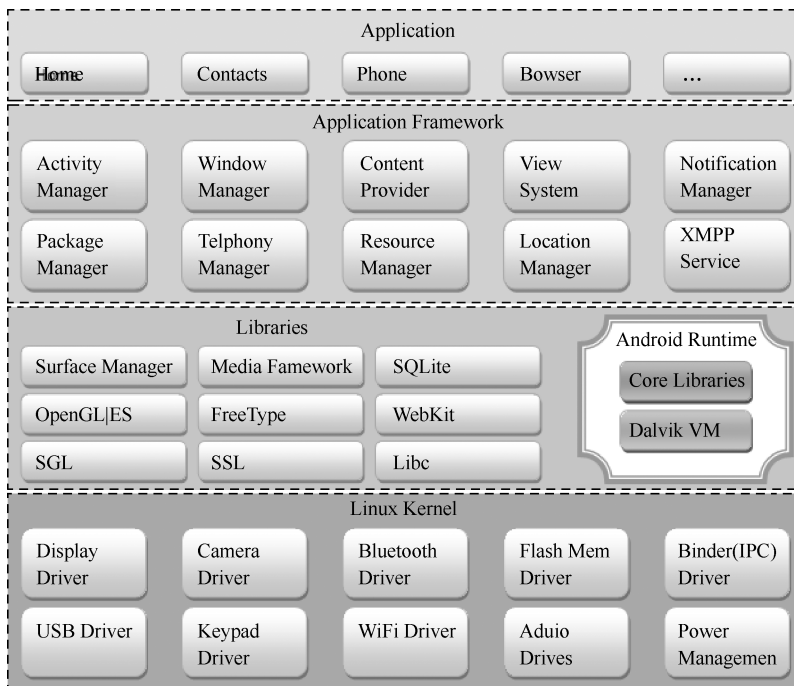 Application
Home Contacts Phone Bowser ...
Application Framework
Activity Manager
Window Manager
Content Provider
View System
Notification Manager
Package Manager
Telphony Manager
Resource Manager
Location Manager
XMPP Service
Libraries
Surface Manager Media Famework SQLite
OpenGL|ES FreeType WebKit
SGL SSL Libc
Android Runtime
Core Libraries
Dalvik VM
Linux Kernel
Display Driver
Camera Driver
Bluetooth Driver
Flash Mem Driver
Binder(IPC) Driver
USB Driver
Keypad Driver
WiFi Driver
Aduio Drives
Power Managemen